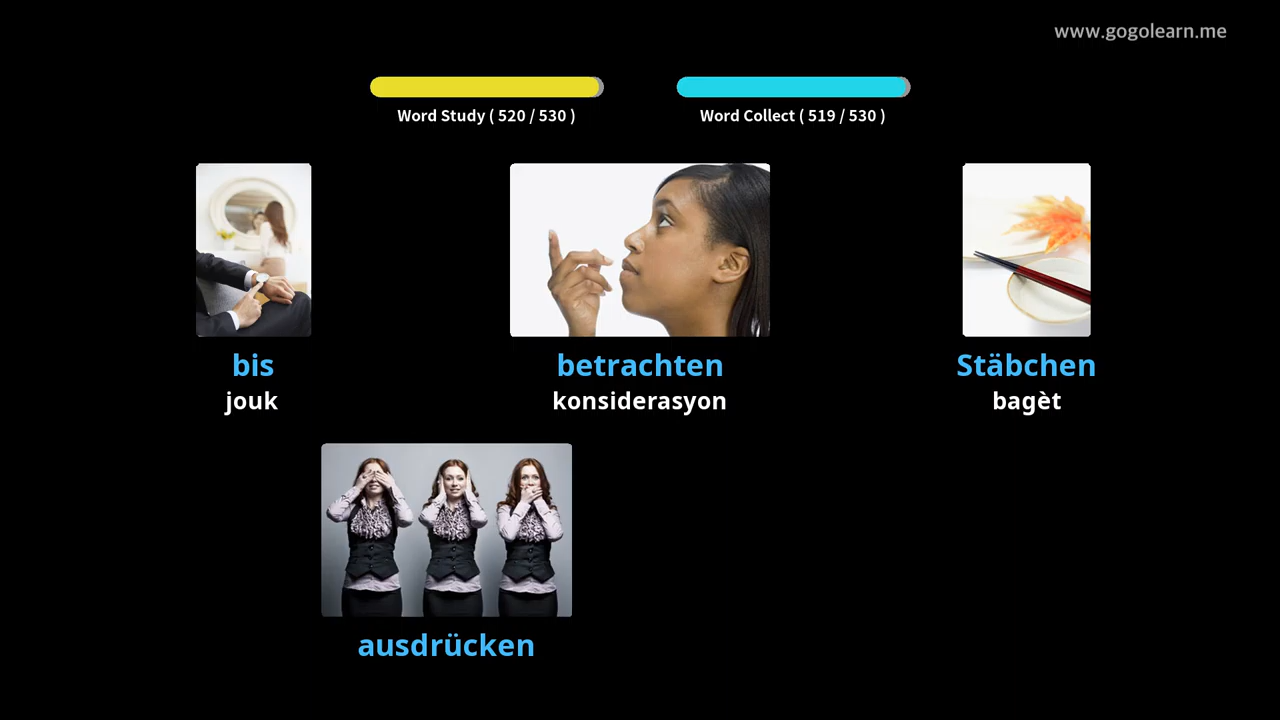 www.gogolearn.me
Word Study ( 520 / 530 )
Word Collect ( 519 / 530 )
bis
jouk
betrachten
konsiderasyon
Stäbchen
bagèt
ausdrücken